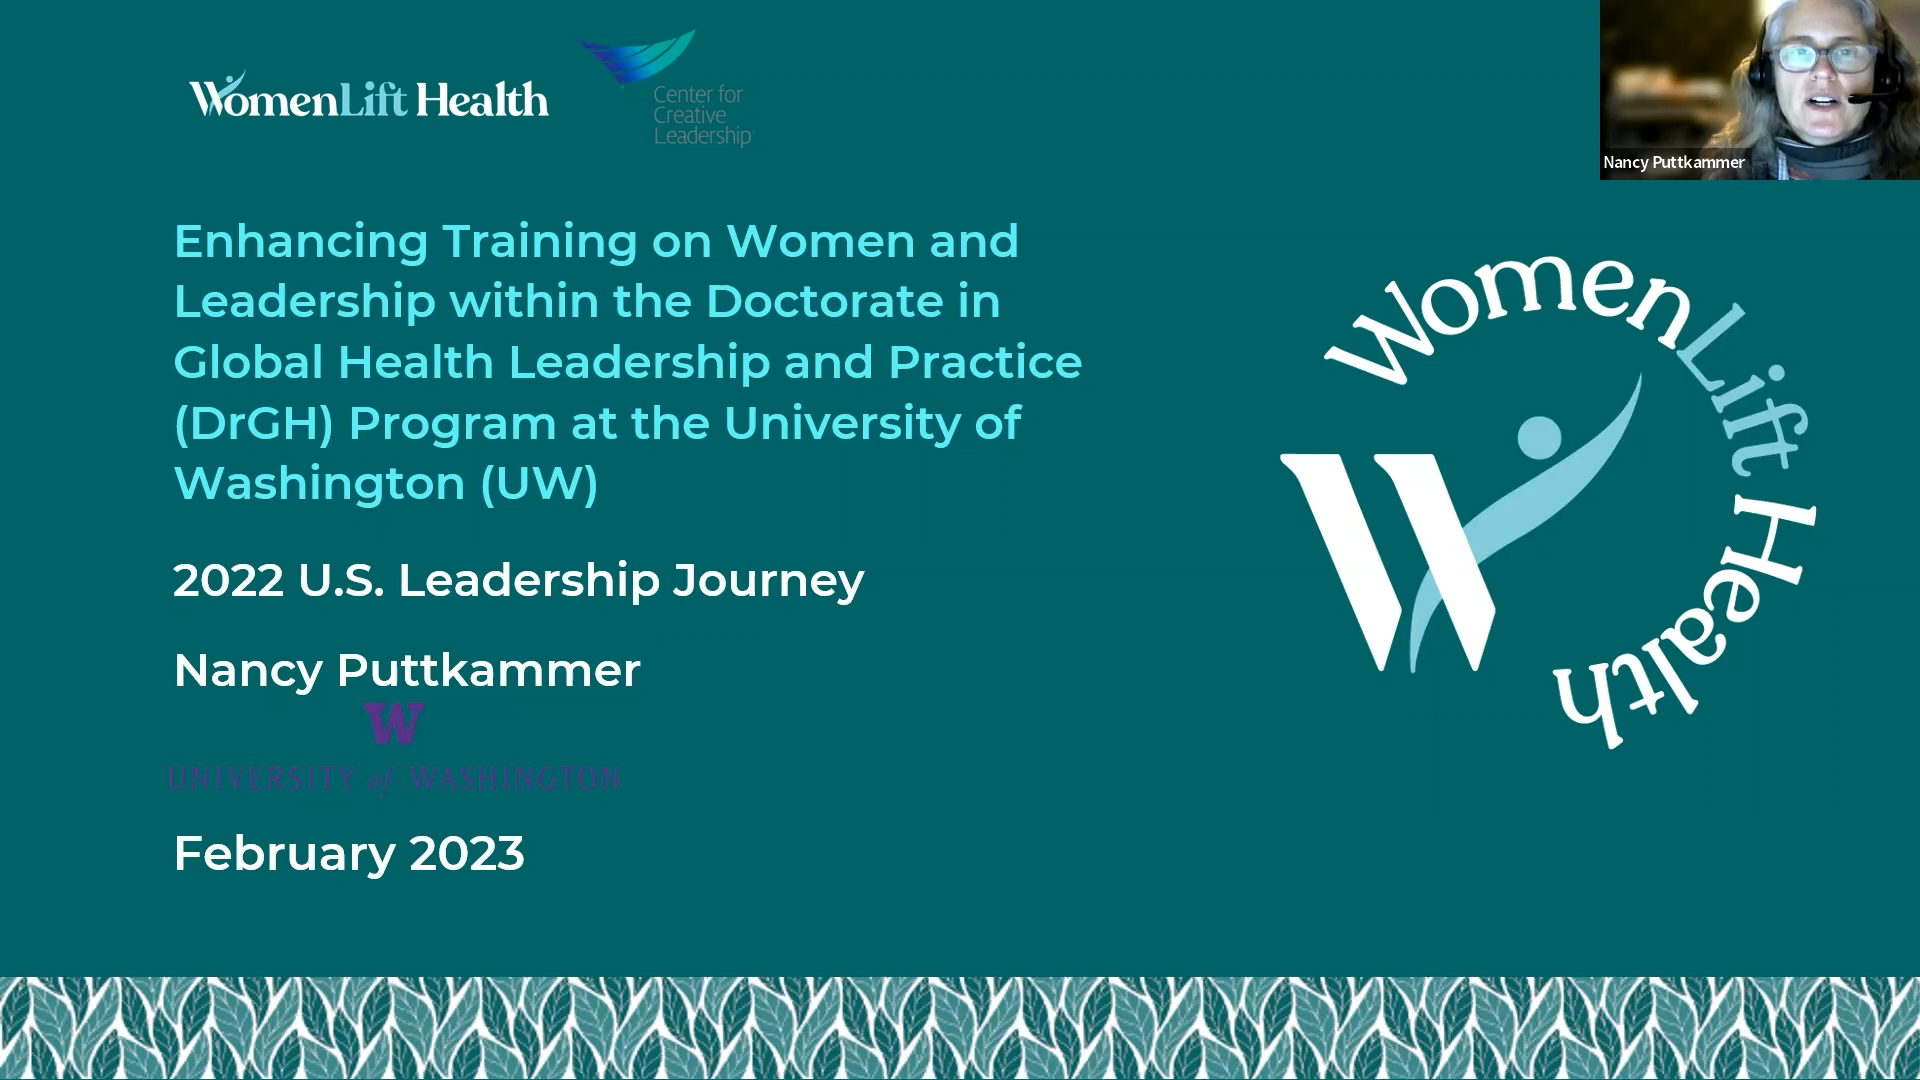 WomenLift Health
Center for
Creative
Leadership
Nancy Puttkammer
Enhancing Training on Women and
Leadership within the Doctorate in
Global Health Leadership and Practice
(DrGH) Program at the University of
Washington (UW)
WomenLift Health
W
2022 U.S. Leadership Journey
Nancy Puttkammer
W
UNIVERSITY of WASHINGTON
February 2023